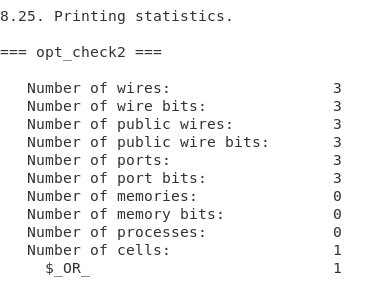 8.25. Printing statistics.
=== opt_check2 ===
Number of wires: 3
Number of wire bits: 3
Number of public wires: 3
Number of public wire bits: 3
Number of ports: 3
Number of port bits: 3
Number of memories: 0
Number of memory bits: 0
Number of processes: 0
Number of cells: 1
$_OR_ 1